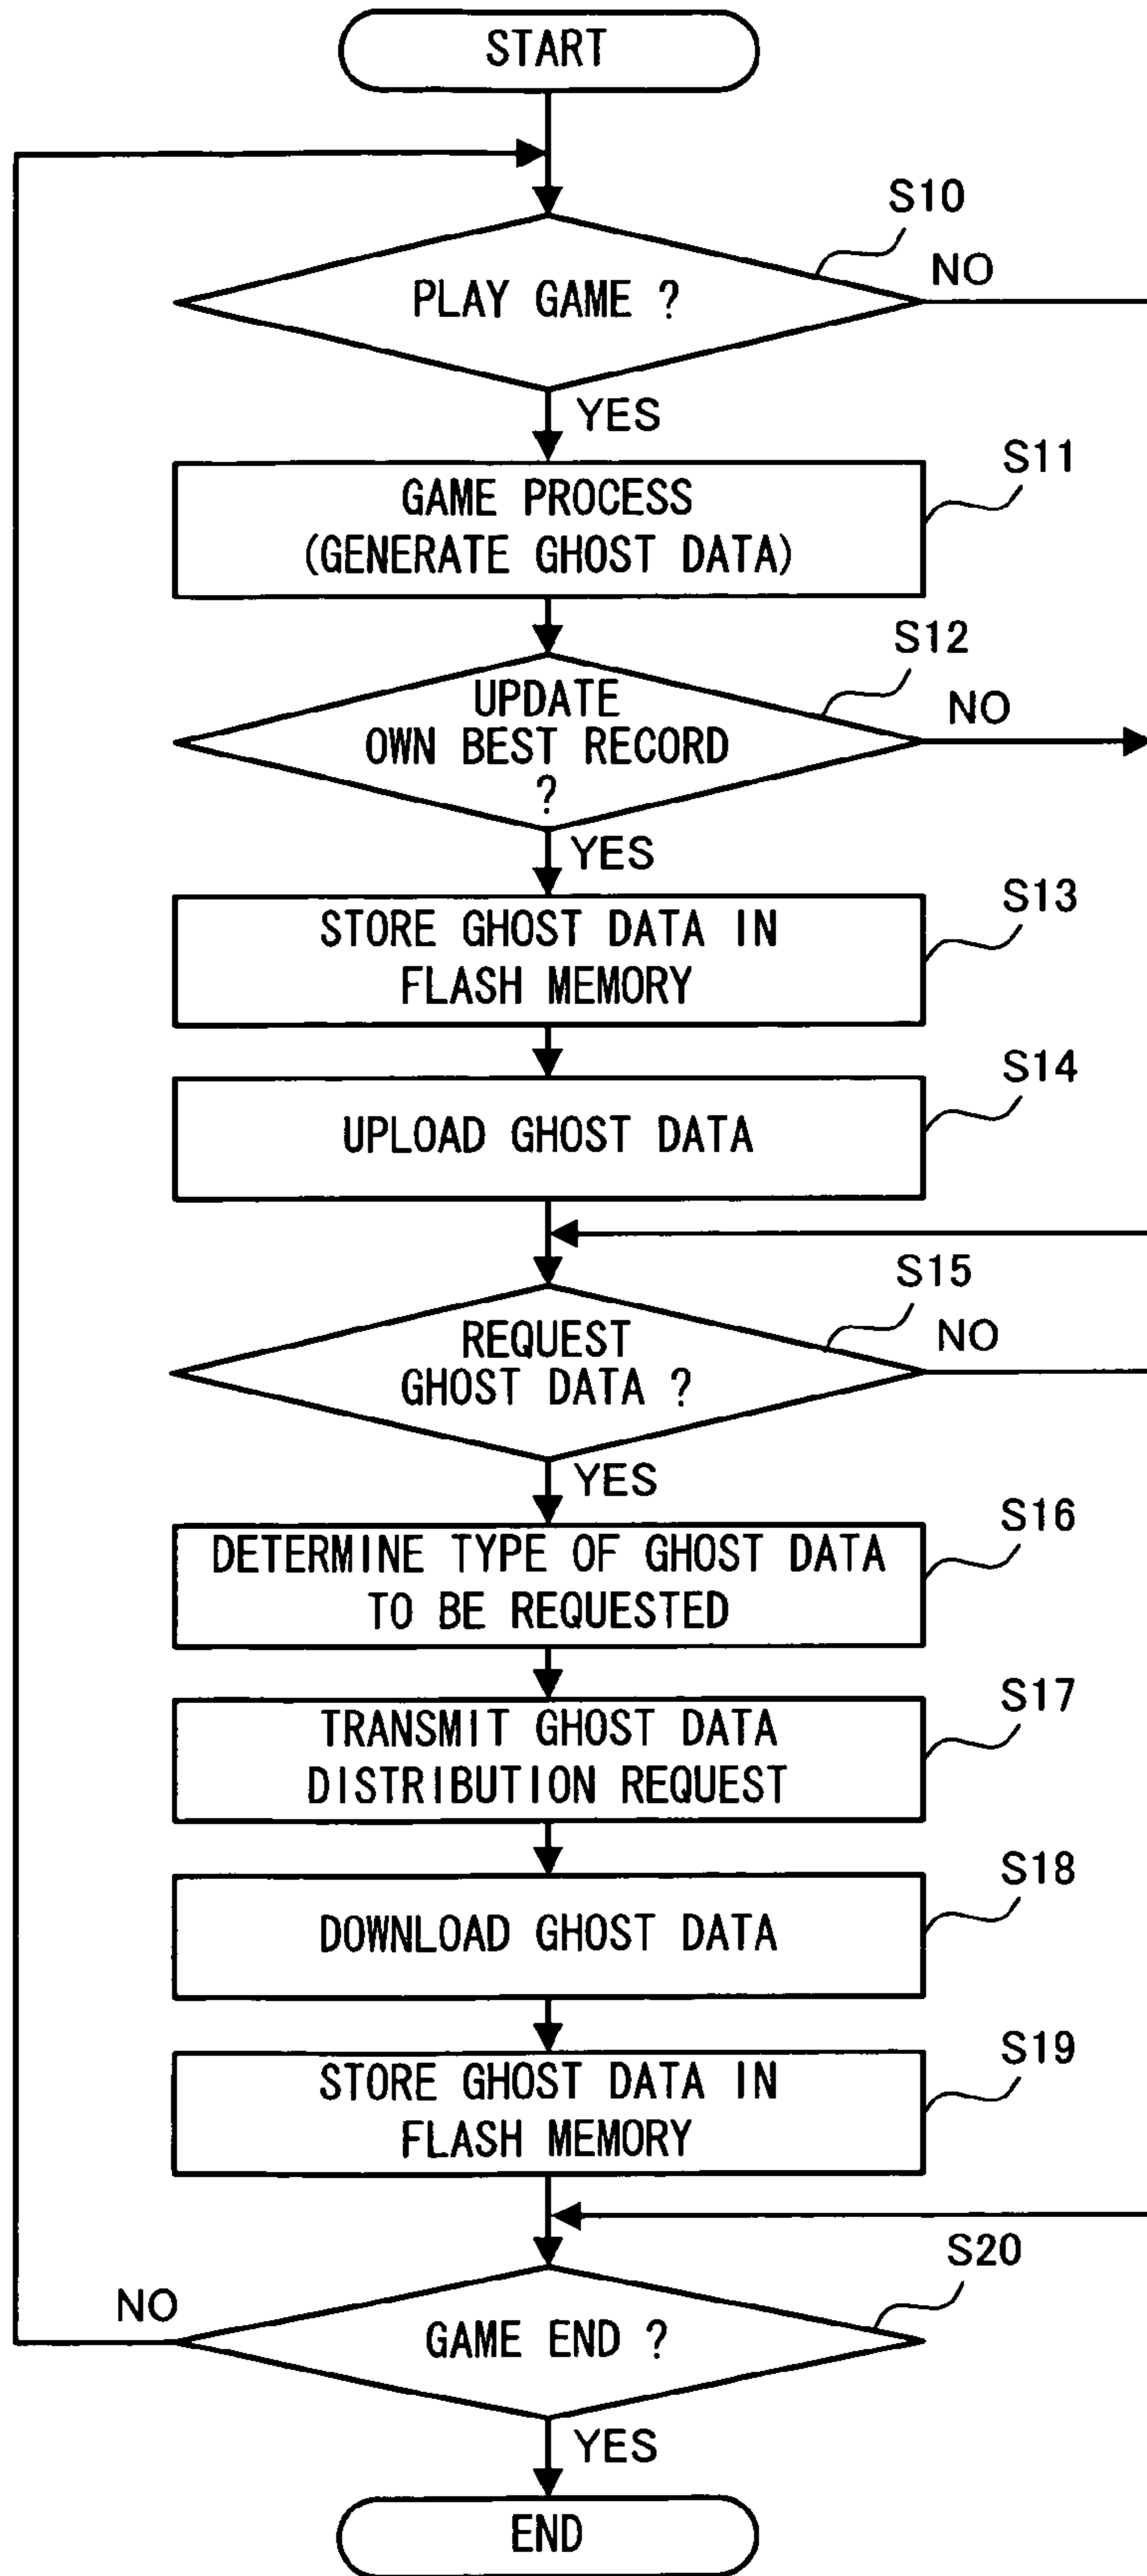 START
S10
PLAY GAME ?
NO
YES
S11
GAME PROCESS
(GENERATE GHOST DATA)
S12
UPDATE
OWN BEST RECORD
?
NO
YES
S13
STORE GHOST DATA IN
FLASH MEMORY
S14
UPLOAD GHOST DATA
S15
REQUEST
GHOST DATA ?
NO
YES
S16
DETERMINE TYPE OF GHOST DATA
TO BE REQUESTED
S17
TRANSMIT GHOST DATA
DISTRIBUTION REQUEST
S18
DOWNLOAD GHOST DATA
S19
STORE GHOST DATA IN
FLASH MEMORY
S20
NO
GAME END ?
YES
END